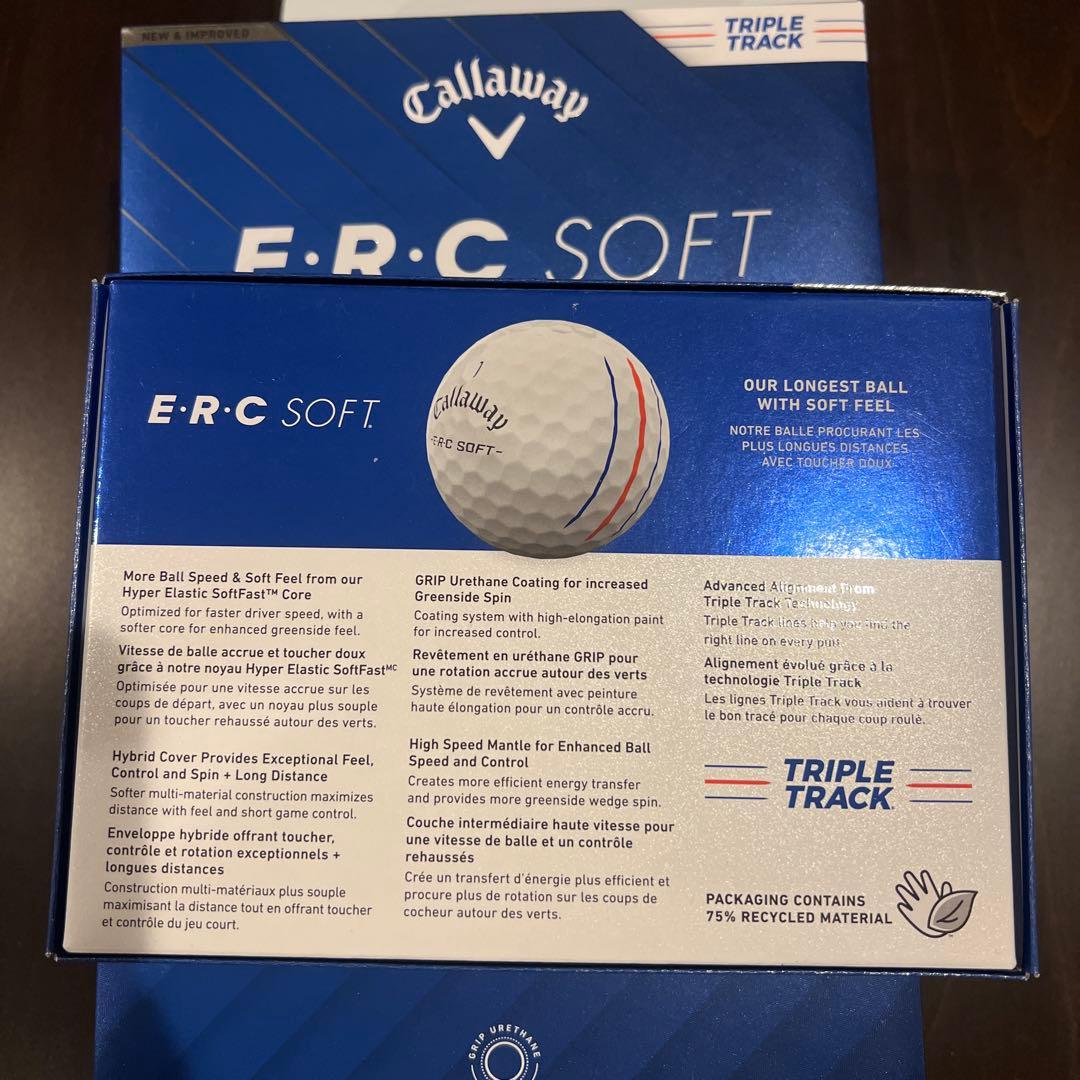 NEW & IMPROVED
TRIPLE
TRACK
Callaway
E·R·C SOFT
E·R·C SOFT.
1
Callaway
-E·R·C SOFT-
OUR LONGEST BALL
WITH SOFT FEEL
NOTRE BALLE PROCURANT LES
PLUS LONGUES DISTANCES
AVEC TOUCHER DOUX
More Ball Speed & Soft Feel from our
Hyper Elastic SoftFast™ Core
Optimized for faster driver speed, with a
softer core for enhanced greenside feel.
Vitesse de balle accrue et toucher doux
grâce à notre noyau Hyper Elastic SoftFastᴹᶜ
Optimisée pour une vitesse accrue sur les
coups de départ, avec un noyau plus souple
pour un toucher rehaussé autour des verts.
Hybrid Cover Provides Exceptional Feel,
Control and Spin + Long Distance
Softer multi-material construction maximizes
distance with feel and short game control.
Enveloppe hybride offrant toucher,
contrôle et rotation exceptionnels +
longues distances
Construction multi-matériaux plus souple
maximisant la distance tout en offrant toucher
et contrôle du jeu court.
GRIP Urethane Coating for increased
Greenside Spin
Coating system with high-elongation paint
for increased control.
Revêtement en uréthane GRIP pour
une rotation accrue autour des verts
Système de revêtement avec peinture
haute élongation pour un contrôle accru.
High Speed Mantle for Enhanced Ball
Speed and Control
Creates more efficient energy transfer
and provides more greenside wedge spin.
Couche intermédiaire haute vitesse pour
une vitesse de balle et un contrôle
rehaussés
Crée un transfert d'énergie plus efficient et
procure plus de rotation sur les coups de
cocheur autour des verts.
Advanced Alignment From
Triple Track Technology
Triple Track lines help you find the
right line on every putt.
Alignement évolué grâce à la
technologie Triple Track
Les lignes Triple Track vous aident à trouver
le bon tracé pour chaque coup roulé.
TRIPLE
TRACK
PACKAGING CONTAINS
75% RECYCLED MATERIAL
GRIP URETHANE